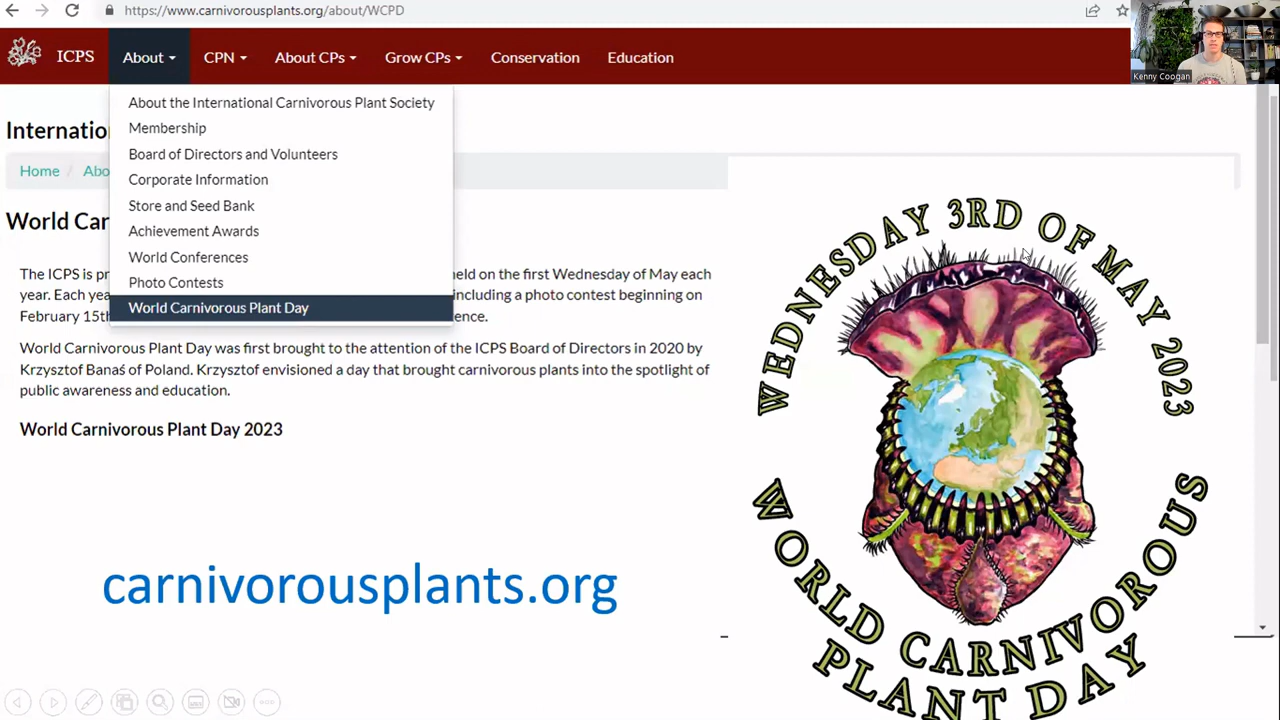 https://www.carnivorousplants.org/about/WCPD
ICPS About CPN About CPs Grow CPs Conservation Education
Kenny Coogan
About the International Carnivorous Plant Society
Membership
Board of Directors and Volunteers
Corporate Information
Store and Seed Bank
Achievement Awards
World Conferences
Photo Contests
World Carnivorous Plant Day
Internatio
Home / Abo
World Car
The ICPS is pr
eld on the first Wednesday of May each
year. Each yea
including a photo contest beginning on
February 15th
ence.
World Carnivorous Plant Day was first brought to the attention of the ICPS Board of Directors in 2020 by
Krzysztof Banaś of Poland. Krzysztof envisioned a day that brought carnivorous plants into the spotlight of
public awareness and education.
World Carnivorous Plant Day 2023
carnivorousplants.org
WEDNESDAY 3RD OF MAY 2023
WORLD CARNIVOROUS
PLANT DAY